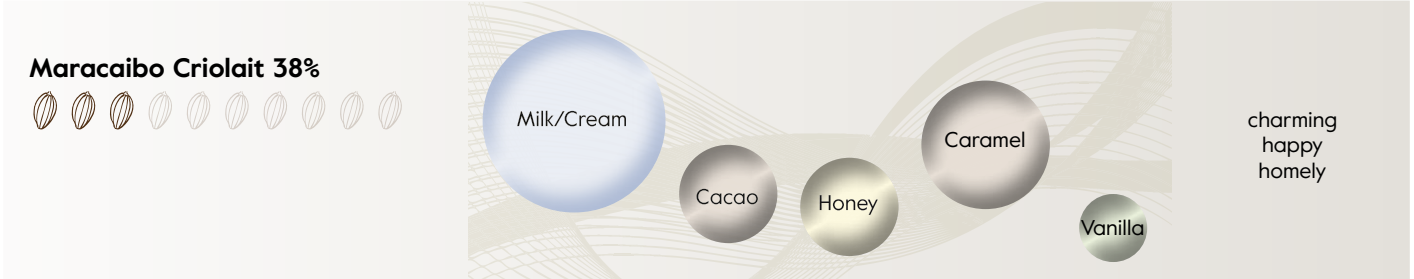 Maracaibo Criolait 38%
Milk/Cream
Cacao
Honey
Caramel
Vanilla
charming
happy
homely